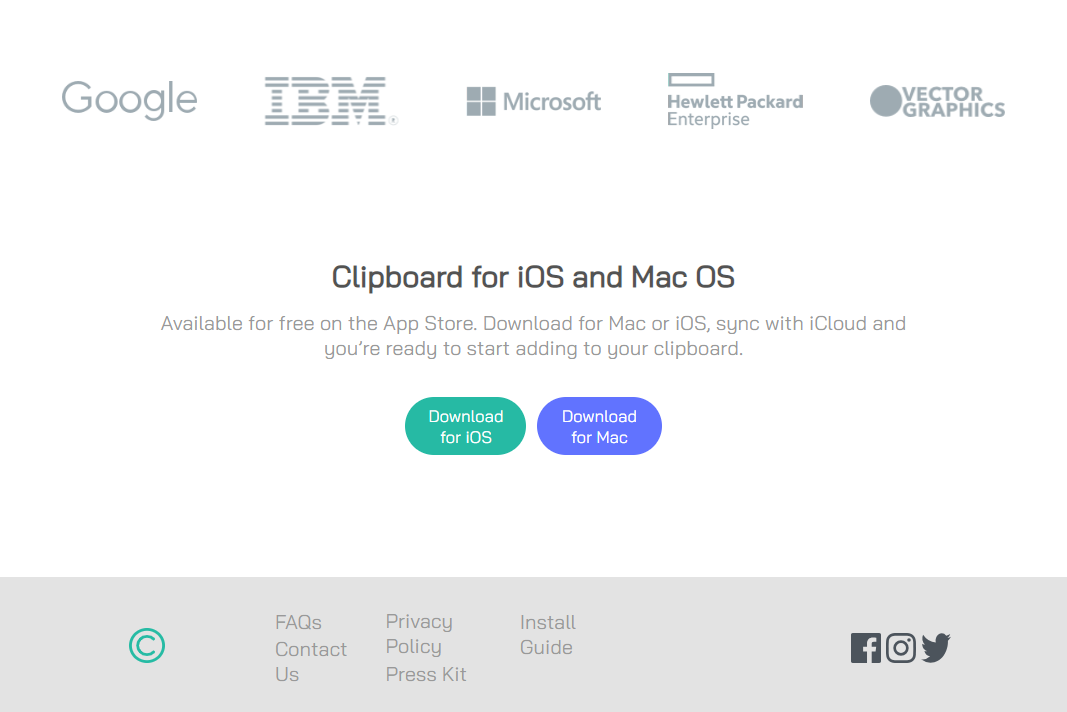 Google
IBM®
Microsoft
Hewlett Packard
Enterprise
VECTOR
GRAPHICS
Clipboard for iOS and Mac OS
Available for free on the App Store. Download for Mac or iOS, sync with iCloud and
you’re ready to start adding to your clipboard.
Download
for iOS
Download
for Mac
©
FAQs
Contact
Us
Privacy
Policy
Press Kit
Install
Guide